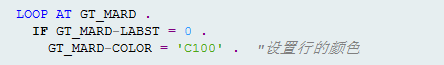 LOOP AT GT_MARD .
IF GT_MARD-LABST = 0 .
GT_MARD-COLOR = 'C100' . "设置行的颜色